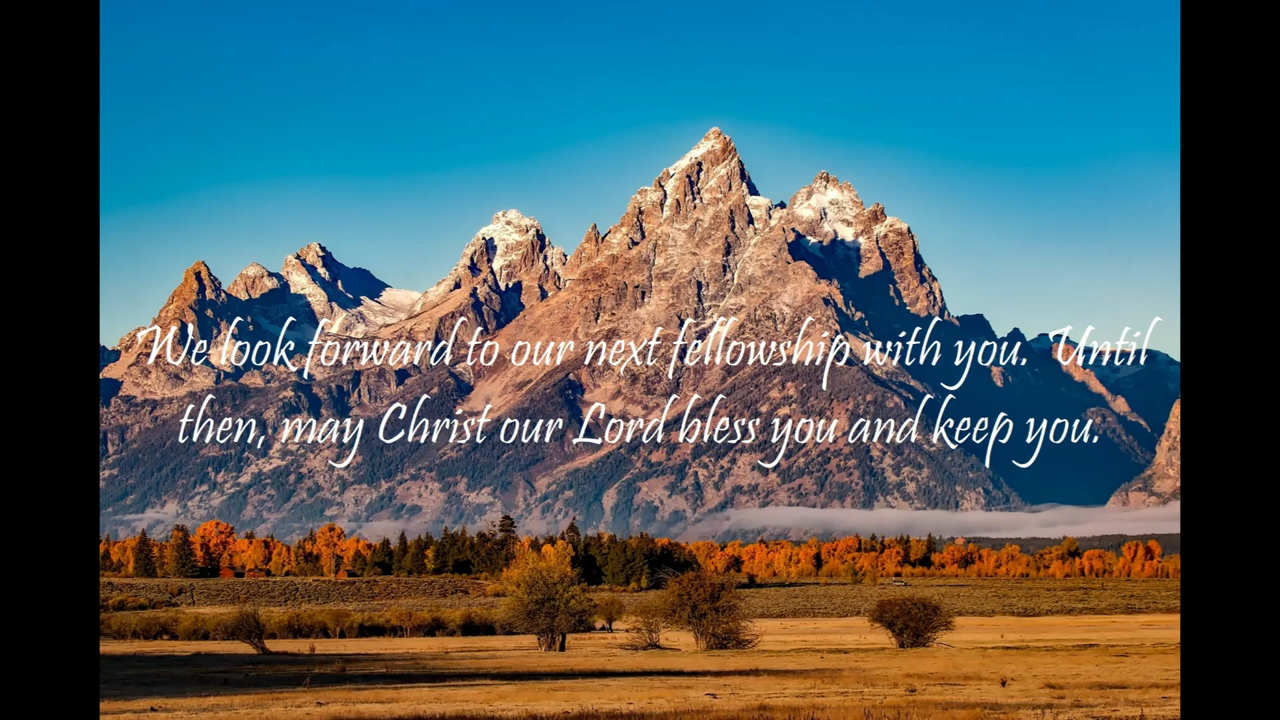 We look forward to our next fellowship with you. Until
then, may Christ our Lord bless you and keep you.